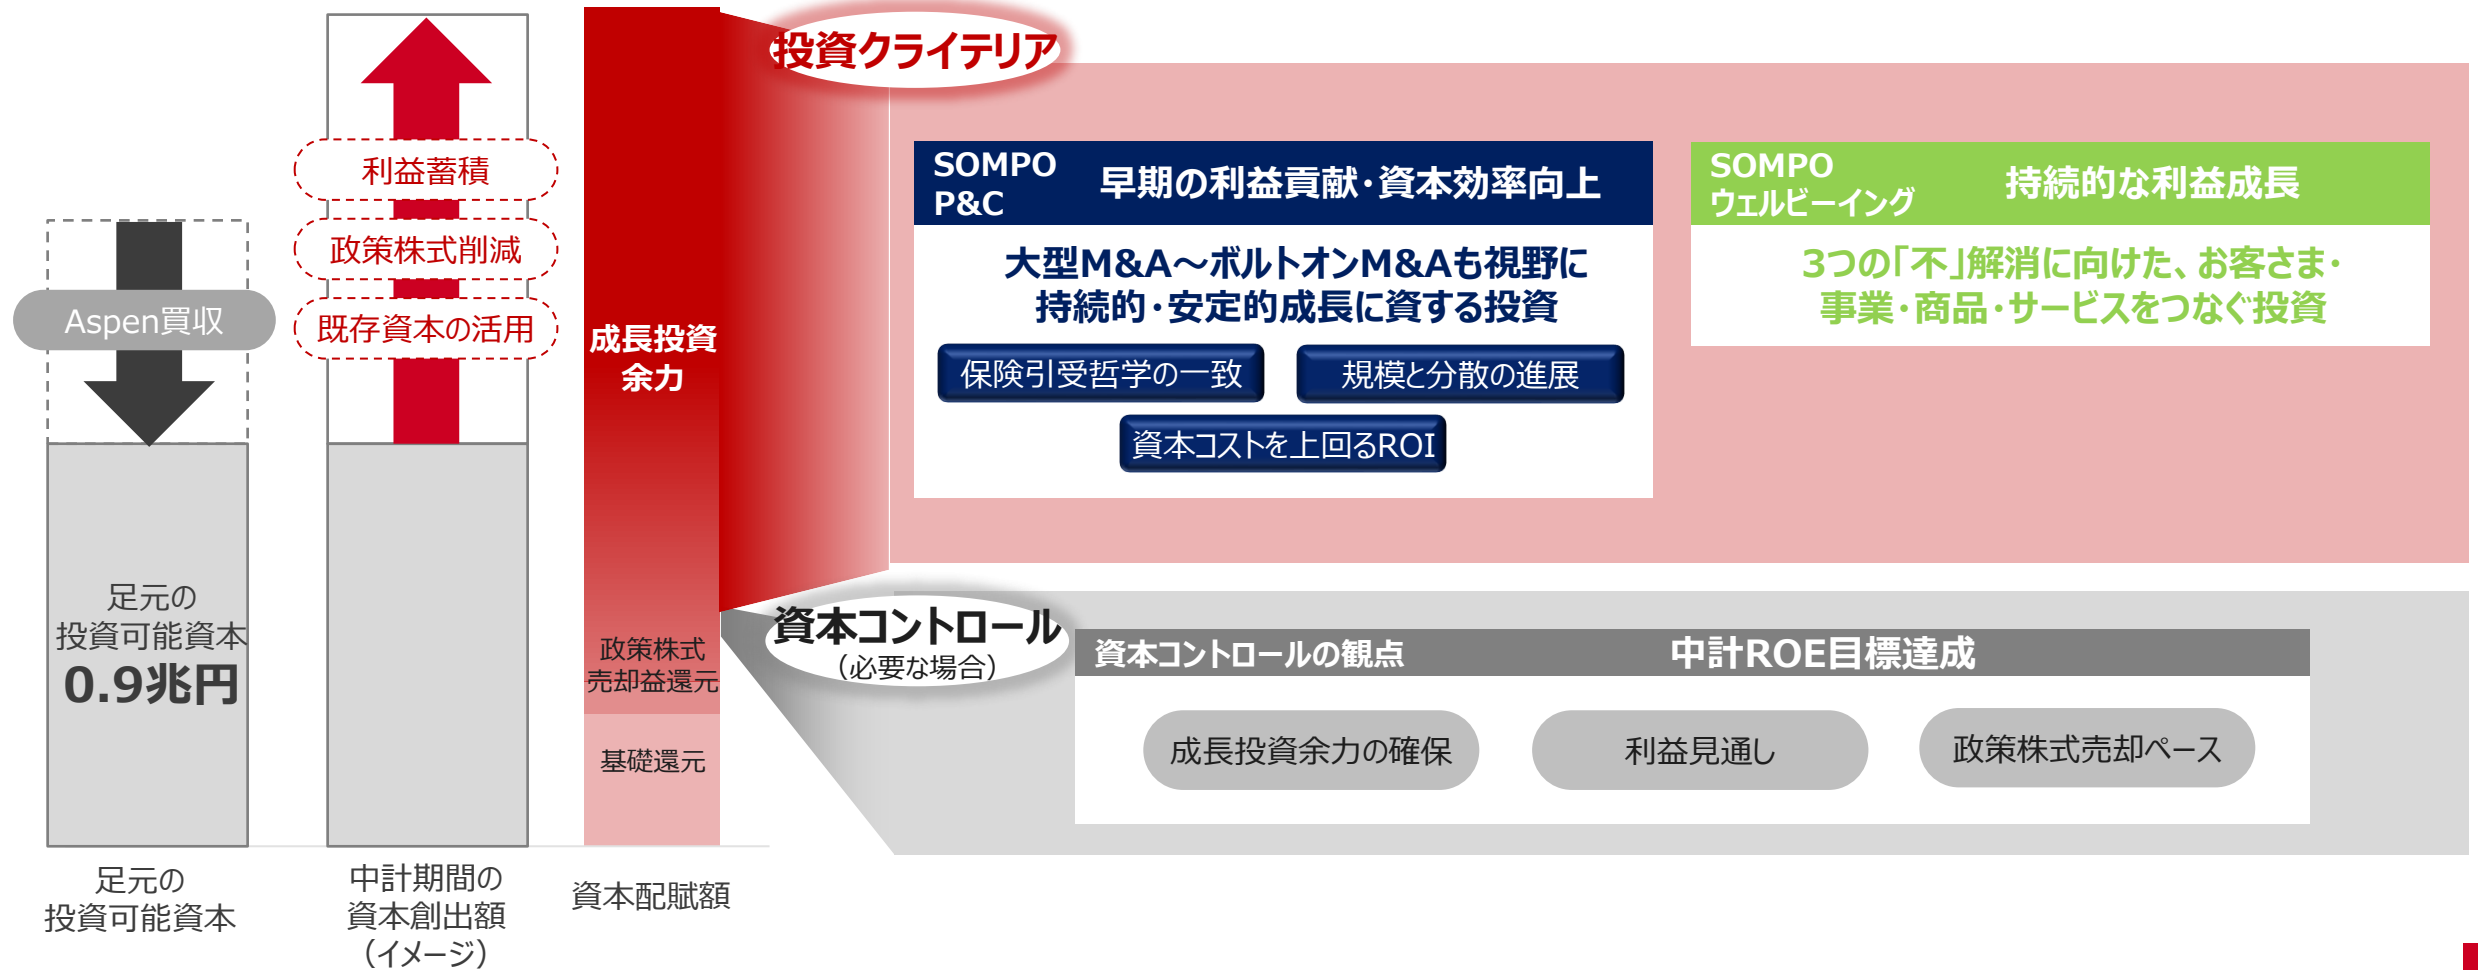 Aspen買収
足元の
投資可能資本
0.9兆円
足元の
投資可能資本
利益蓄積
政策株式削減
既存資本の活用
中計期間の
資本創出額
（イメージ）
成長投資
余力
政策株式
売却益還元
基礎還元
資本配賦額
投資クライテリア
SOMPO
P&C
早期の利益貢献・資本効率向上
大型M&A～ボルトオンM&Aも視野に
持続的・安定的成長に資する投資
保険引受哲学の一致
規模と分散の進展
資本コストを上回るROI
SOMPO
ウェルビーイング
持続的な利益成長
3つの「不」解消に向けた、お客さま・
事業・商品・サービスをつなぐ投資
資本コントロール
（必要な場合）
資本コントロールの観点
中計ROE目標達成
成長投資余力の確保
利益見通し
政策株式売却ペース